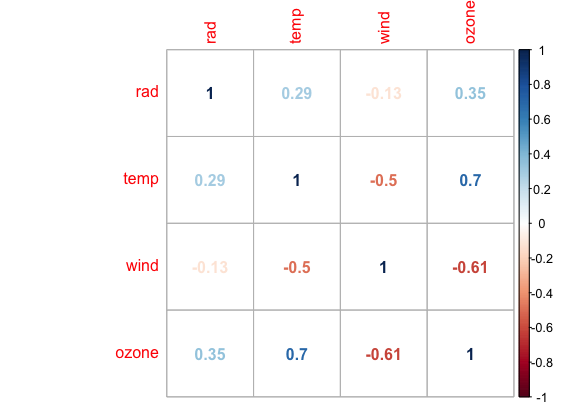 rad temp wind ozone
rad 1 0.29 -0.13 0.35
temp 0.29 1 -0.5 0.7
wind -0.13 -0.5 1 -0.61
ozone 0.35 0.7 -0.61 1
1
0.8
0.6
0.4
0.2
0
-0.2
-0.4
-0.6
-0.8
-1